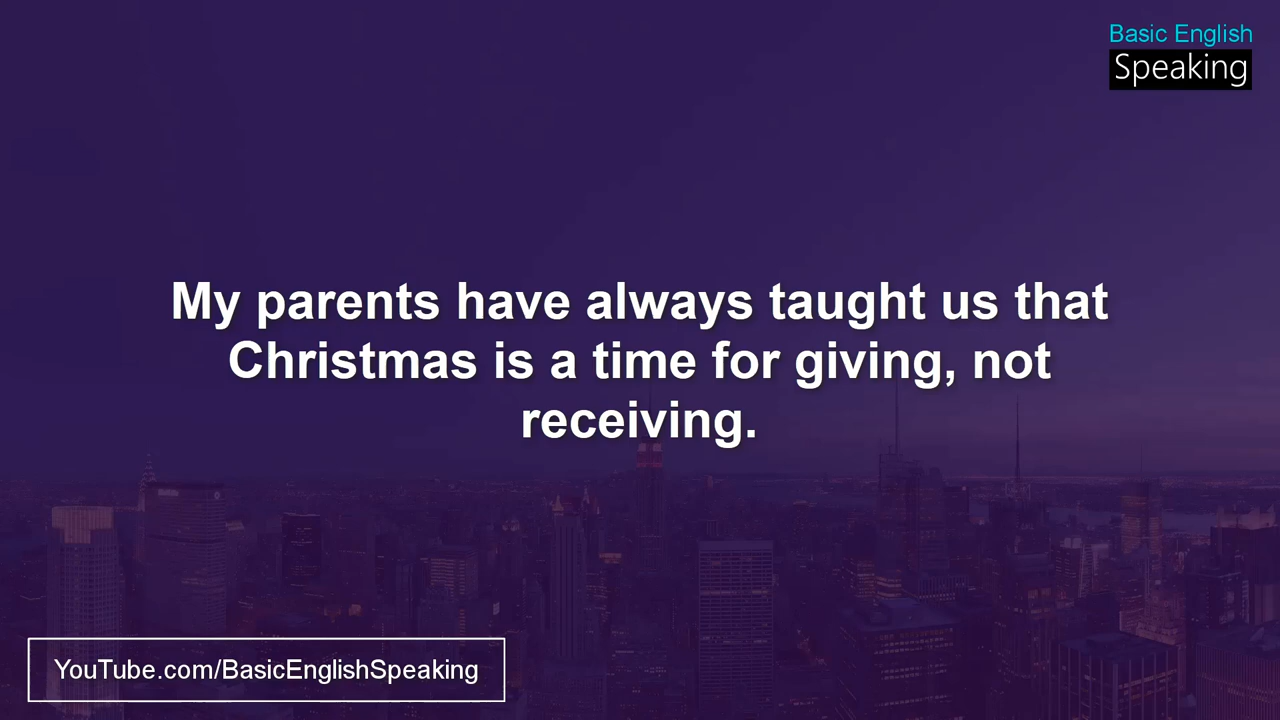 Basic English
Speaking
My parents have always taught us that
Christmas is a time for giving, not
receiving.
YouTube.com/BasicEnglishSpeaking